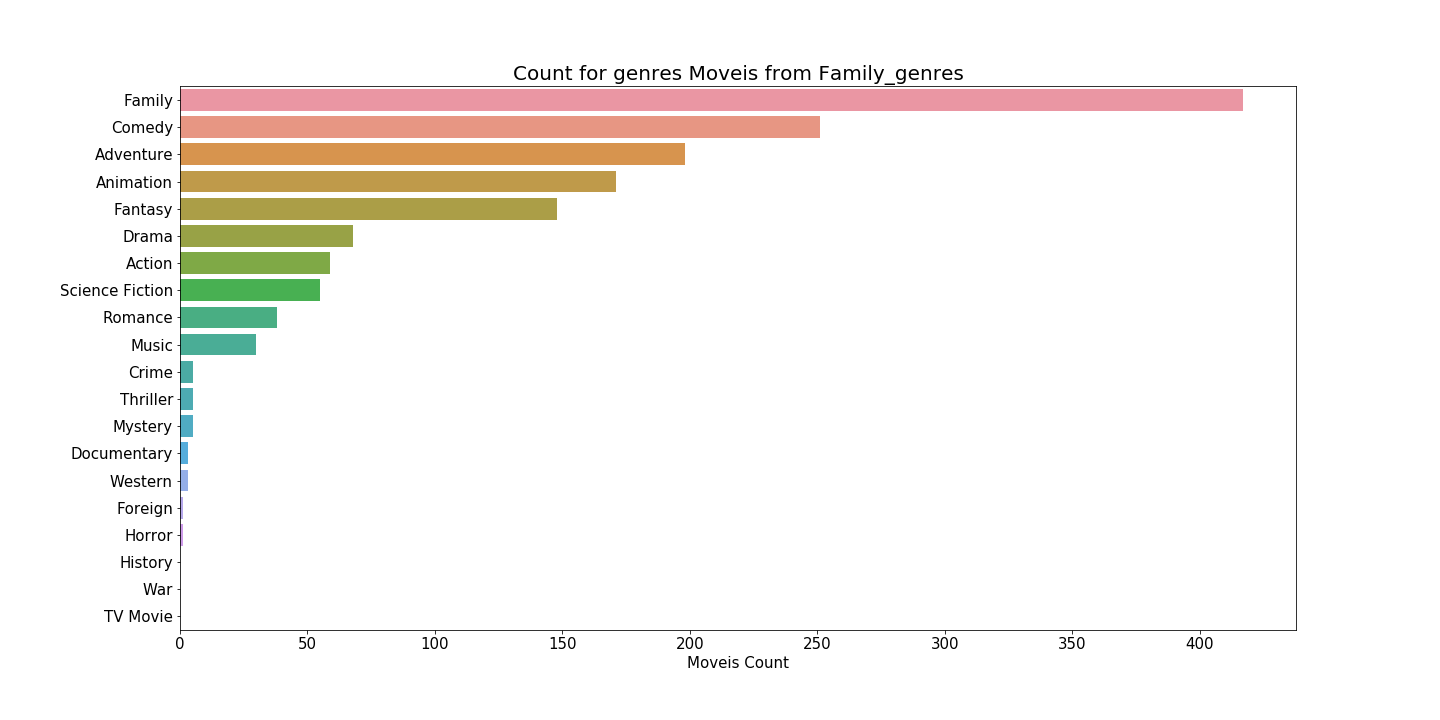 Count for genres Moveis from Family_genres
Family
Comedy
Adventure
Animation
Fantasy
Drama
Action
Science Fiction
Romance
Music
Crime
Thriller
Mystery
Documentary
Western
Foreign
Horror
History
War
TV Movie
0 50 100 150 200 250 300 350 400
Moveis Count